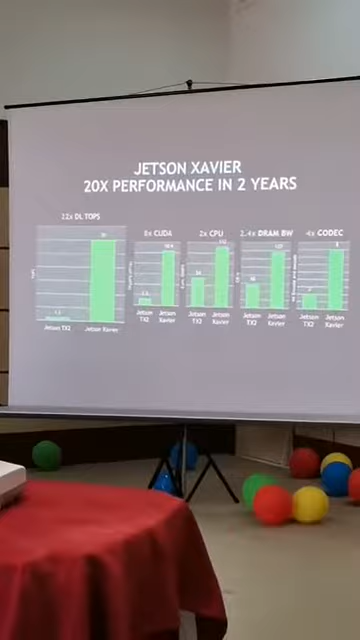 JETSON XAVIER
20X PERFORMANCE IN 2 YEARS
DL TOPS
8x CUDA
2x CPU
2.4x DRAM BW
4x CODEC
Jetson TX2
Jetson Xavier
Jetson TX2
Jetson Xavier
Jetson TX2
Jetson Xavier
Jetson TX2
Jetson Xavier
Jetson TX2
Jetson Xavier